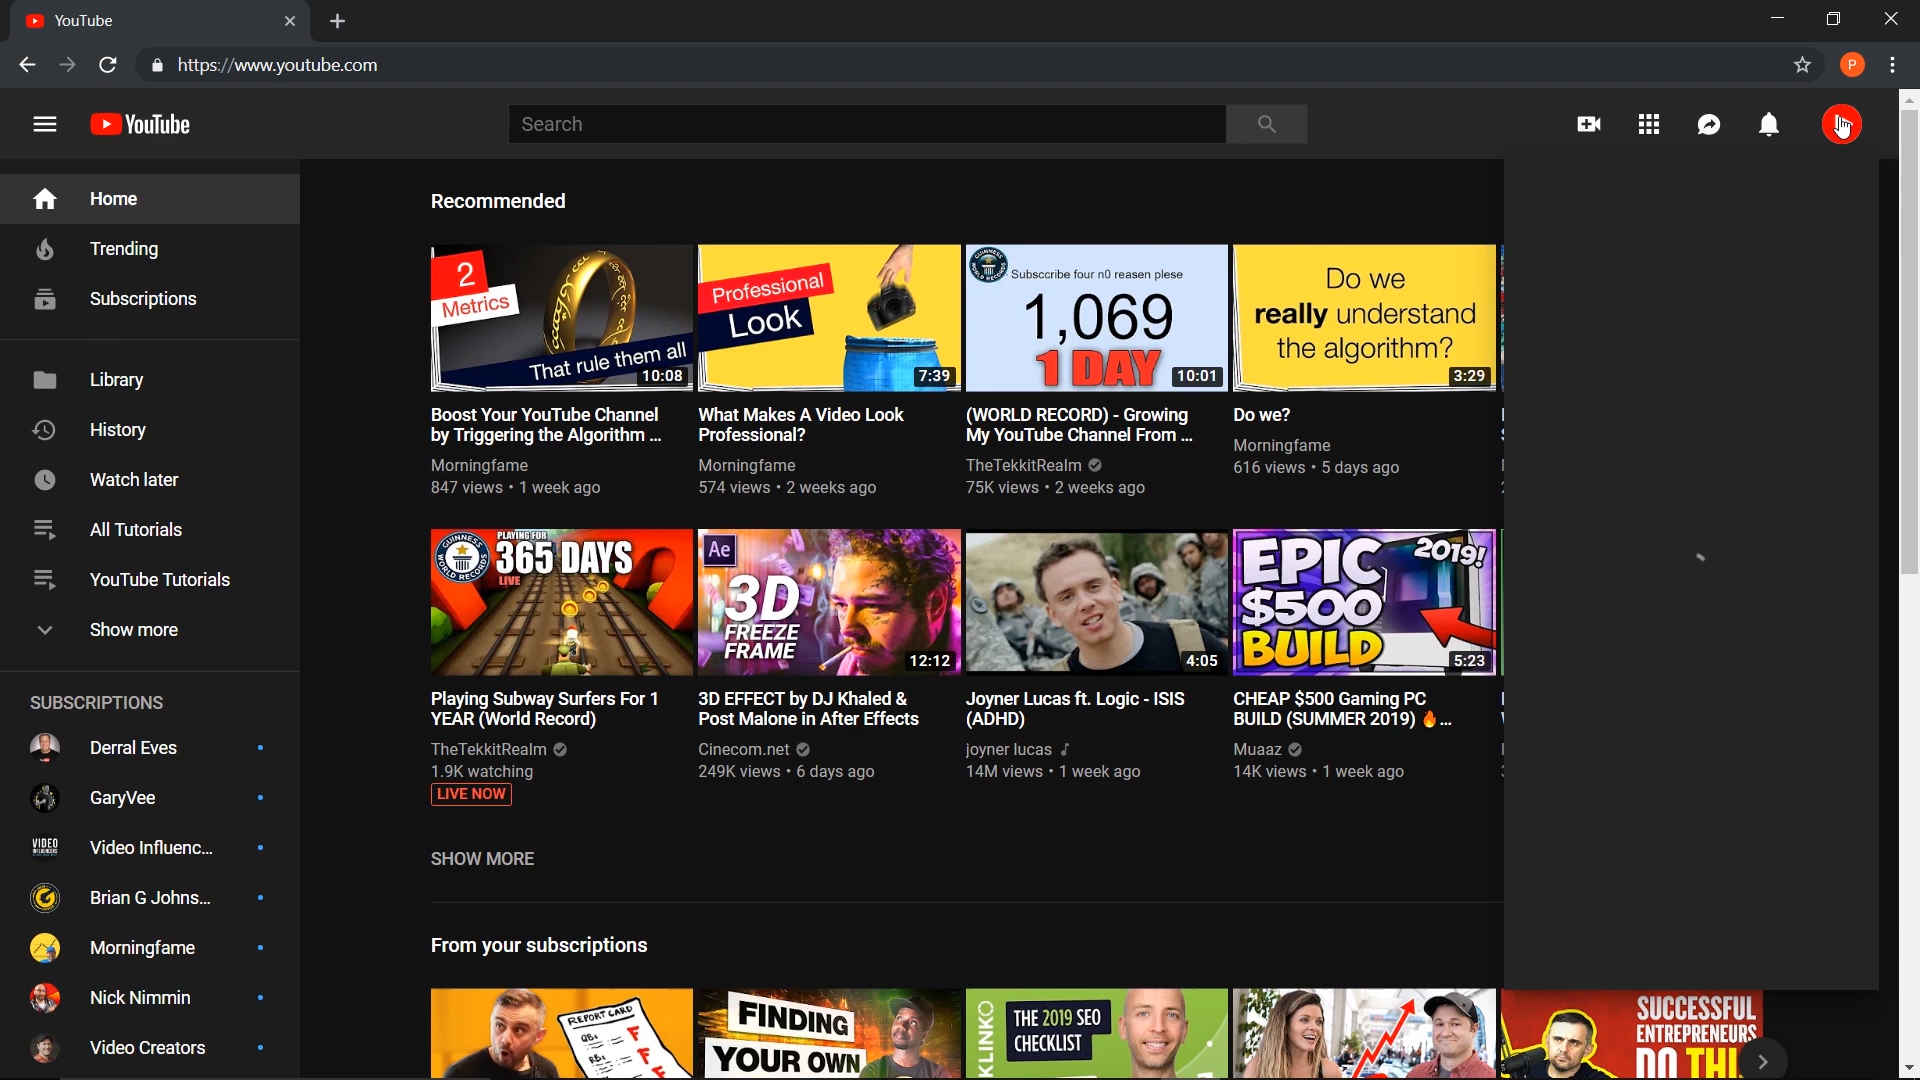 YouTube
https://www.youtube.com
P
YouTube
Search
Home
Trending
Subscriptions
Library
History
Watch later
All Tutorials
YouTube Tutorials
Show more
SUBSCRIPTIONS
Derral Eves
GaryVee
Video Influenc...
Brian G Johns...
Morningfame
Nick Nimmin
Video Creators
Recommended
2
Metrics
That rule them all
10:08
Boost Your YouTube Channel
by Triggering the Algorithm ...
Morningfame
847 views • 1 week ago
Professional
Look
7:39
What Makes A Video Look
Professional?
Morningfame
574 views • 2 weeks ago
Subsccribe four n0 reasen plese
1,069
1 DAY
10:01
(WORLD RECORD) - Growing
My YouTube Channel From ...
TheTekkitRealm
75K views • 2 weeks ago
Do we
really understand
the algorithm?
3:29
Do we?
Morningfame
616 views • 5 days ago
GUINNESS
WORLD RECORDS
PLAYING FOR
365 DAYS
LIVE
Playing Subway Surfers For 1
YEAR (World Record)
TheTekkitRealm
1.9K watching
LIVE NOW
Ae
3D
FREEZE
FRAME
12:12
3D EFFECT by DJ Khaled &
Post Malone in After Effects
Cinecom.net
249K views • 6 days ago
4:05
Joyner Lucas ft. Logic - ISIS
(ADHD)
joyner lucas
14M views • 1 week ago
EPIC
$500
BUILD
2019!
5:23
CHEAP $500 Gaming PC
BUILD (SUMMER 2019) 🔥...
Muaaz
14K views • 1 week ago
SHOW MORE
From your subscriptions
REPORT CARD
FINDING
YOUR OWN
KLINKO
THE 2019 SEO
CHECKLIST
SUCCESSFUL
ENTREPRENEURS